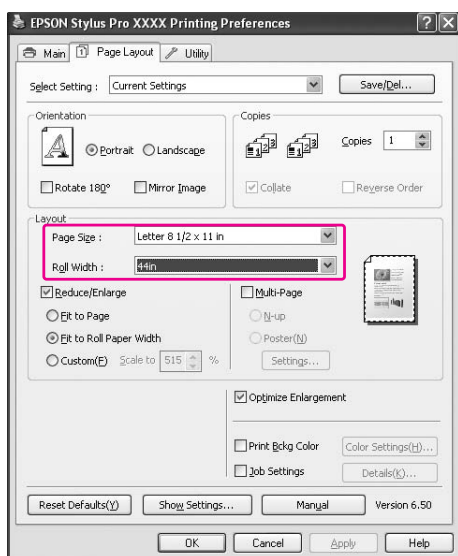 EPSON Stylus Pro XXXX Printing Preferences
Main Page Layout Utility
Select Setting : Current Settings Save/Del...
Orientation
Portrait Landscape
Rotate 180° Mirror Image
Copies
Copies 1
Collate Reverse Order
Layout
Page Size : Letter 8 1/2 x 11 in
Roll Width : 44in
Reduce/Enlarge
Fit to Page
Fit to Roll Paper Width
Custom(F) Scale to 515 %
Multi-Page
N-up
Poster(N)
Settings...
Optimize Enlargement
Print Bckg Color Color Settings(H)...
Job Settings Details(K)...
Reset Defaults(Y) Show Settings... Manual Version 6.50
OK Cancel Apply Help